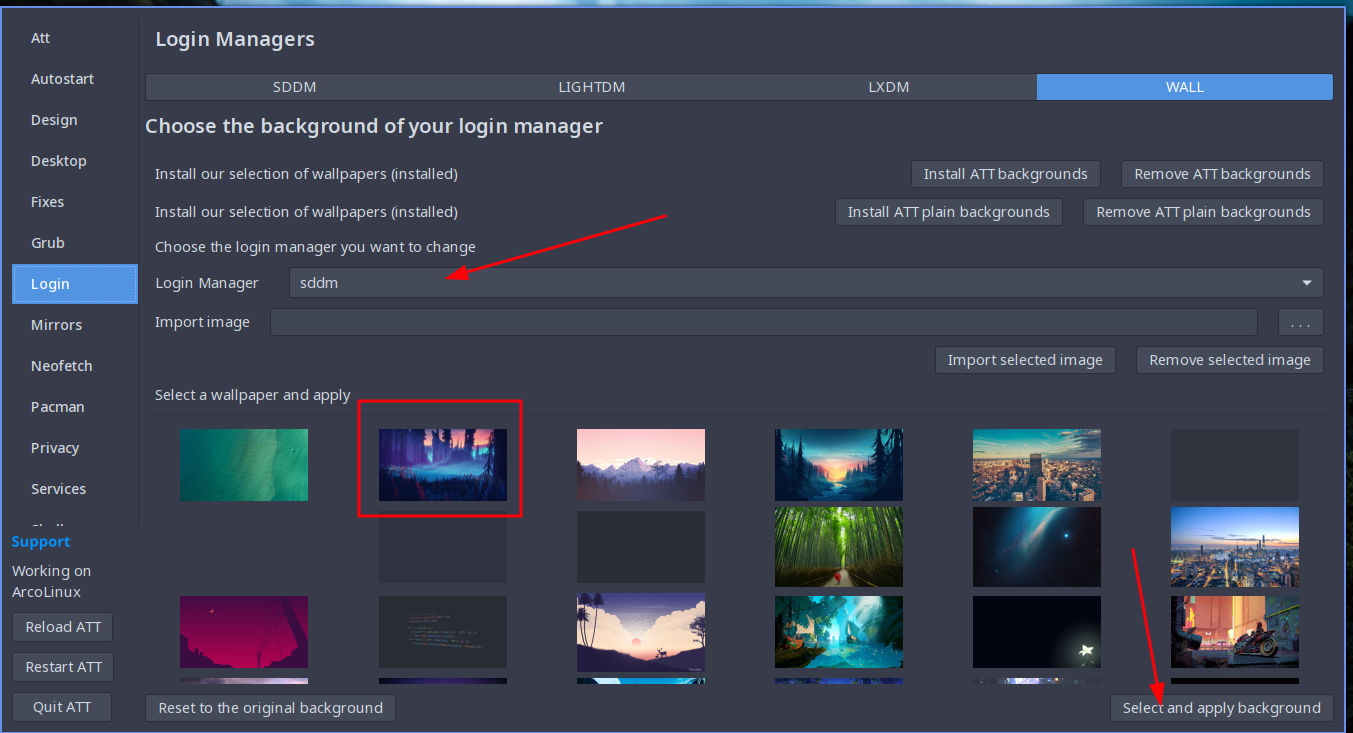 Att
Autostart
Design
Desktop
Fixes
Grub
Login
Mirrors
Neofetch
Pacman
Privacy
Services
Support
Working on
ArcoLinux
Reload ATT
Restart ATT
Quit ATT
Login Managers
SDDM LIGHTDM LXDM WALL
Choose the background of your login manager
Install our selection of wallpapers (installed) Install ATT backgrounds Remove ATT backgrounds
Install our selection of wallpapers (installed) Install ATT plain backgrounds Remove ATT plain backgrounds
Choose the login manager you want to change
Login Manager sddm
Import image ...
Import selected image Remove selected image
Select a wallpaper and apply
Reset to the original background Select and apply background